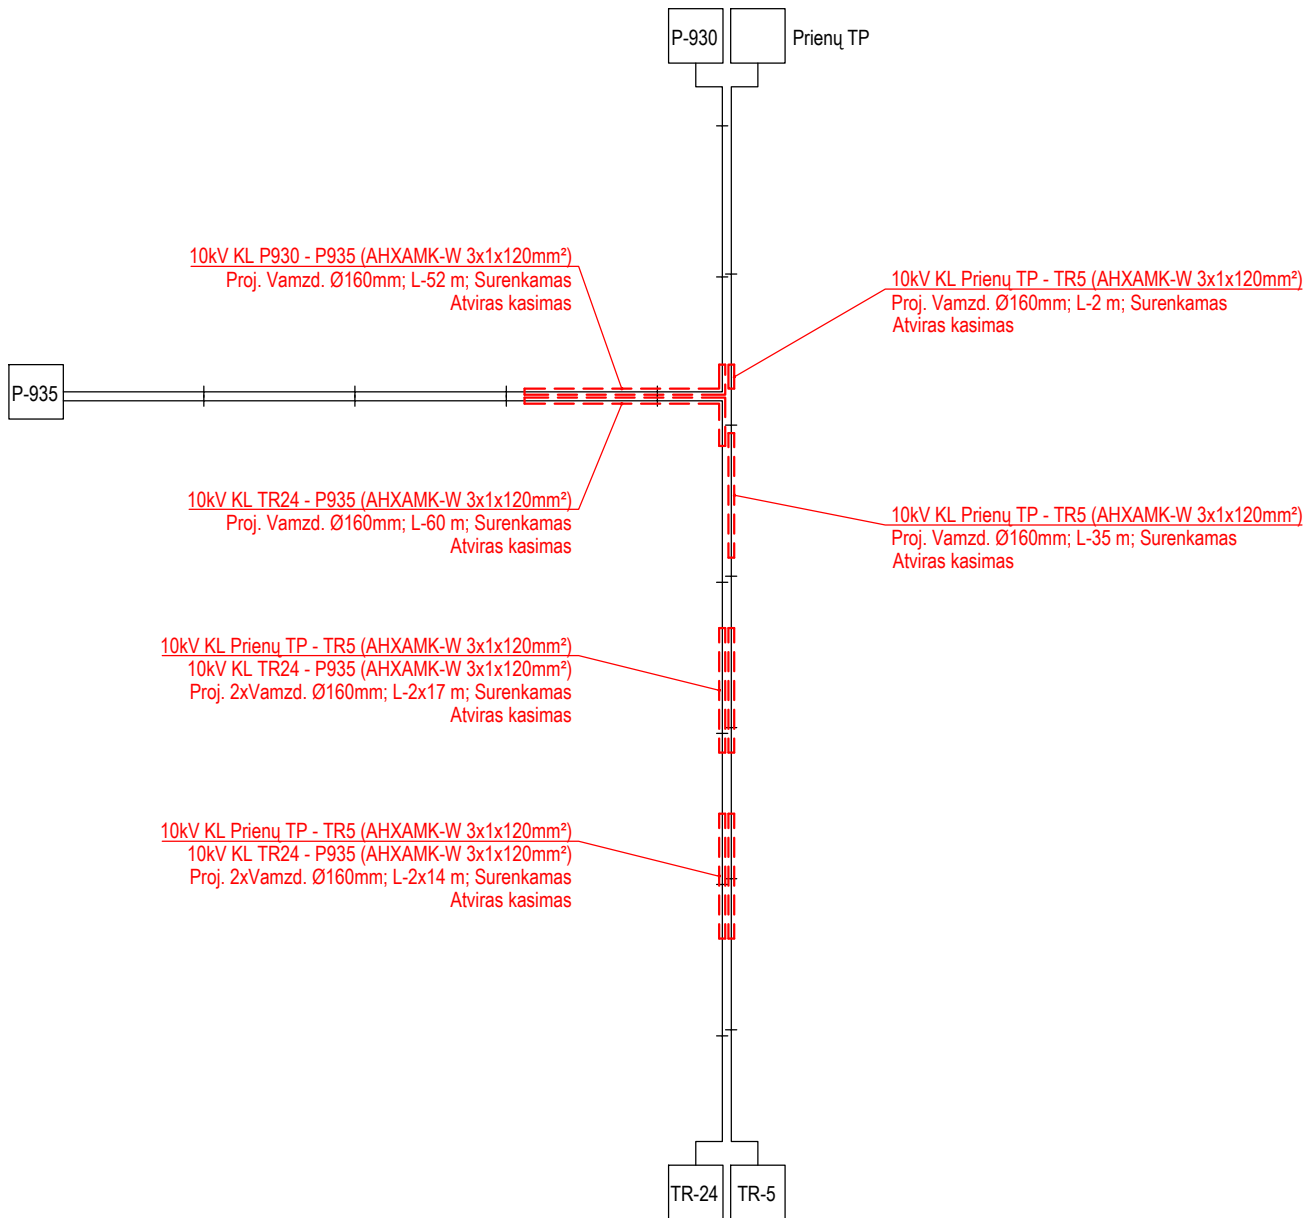 P-930
Prienų TP
10kV KL P930 - P935 (AHXAMK-W 3x1x120mm²)
Proj. Vamzd. Ø160mm; L-52 m; Surenkamas
Atviras kasimas
10kV KL Prienų TP - TR5 (AHXAMK-W 3x1x120mm²)
Proj. Vamzd. Ø160mm; L-2 m; Surenkamas
Atviras kasimas
P-935
10kV KL TR24 - P935 (AHXAMK-W 3x1x120mm²)
Proj. Vamzd. Ø160mm; L-60 m; Surenkamas
Atviras kasimas
10kV KL Prienų TP - TR5 (AHXAMK-W 3x1x120mm²)
Proj. Vamzd. Ø160mm; L-35 m; Surenkamas
Atviras kasimas
10kV KL Prienų TP - TR5 (AHXAMK-W 3x1x120mm²)
10kV KL TR24 - P935 (AHXAMK-W 3x1x120mm²)
Proj. 2xVamzd. Ø160mm; L-2x17 m; Surenkamas
Atviras kasimas
10kV KL Prienų TP - TR5 (AHXAMK-W 3x1x120mm²)
10kV KL TR24 - P935 (AHXAMK-W 3x1x120mm²)
Proj. 2xVamzd. Ø160mm; L-2x14 m; Surenkamas
Atviras kasimas
TR-24
TR-5